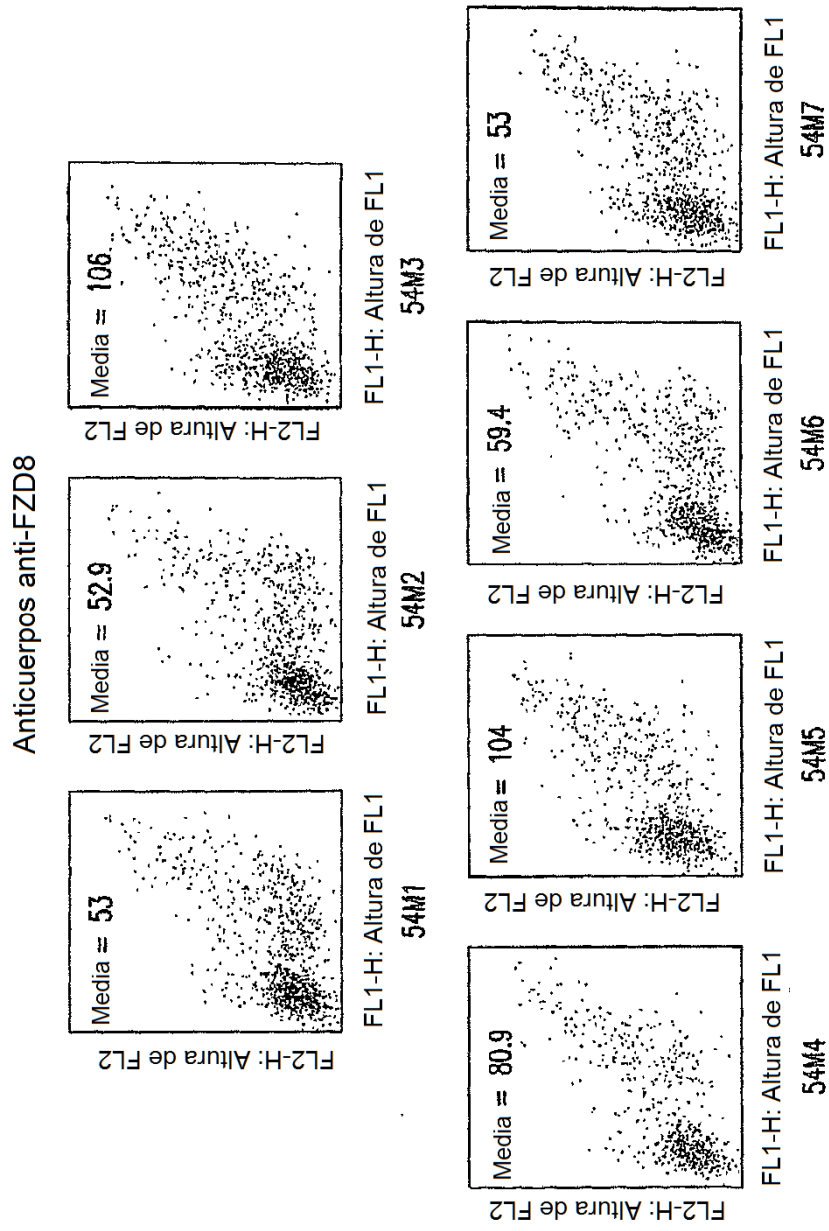 Anticuerpos anti-FZD8
Media = 53
FL2-H: Altura de FL2
FL1-H: Altura de FL1
54M1
Media = 52.9
FL2-H: Altura de FL2
FL1-H: Altura de FL1
54M2
Media = 106
FL2-H: Altura de FL2
FL1-H: Altura de FL1
54M3
Media = 80.9
FL2-H: Altura de FL2
FL1-H: Altura de FL1
54M4
Media = 104
FL2-H: Altura de FL2
FL1-H: Altura de FL1
54M5
Media = 59.4
FL2-H: Altura de FL2
FL1-H: Altura de FL1
54M6
Media = 53
FL2-H: Altura de FL2
FL1-H: Altura de FL1
54M7